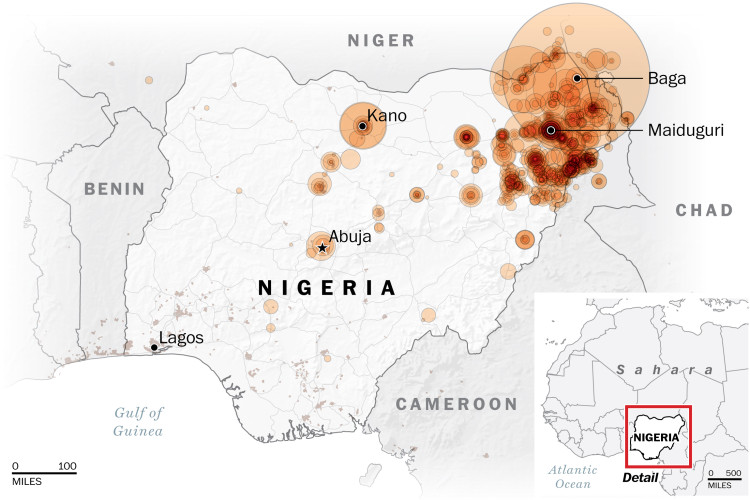 NIGER
Baga
Kano
Maiduguri
BENIN
CHAD
Abuja
NIGERIA
Lagos
Sahara
CAMEROON
Gulf of
Guinea
NIGERIA
0 100
MILES
Atlantic
Ocean
Detail
0 500
MILES